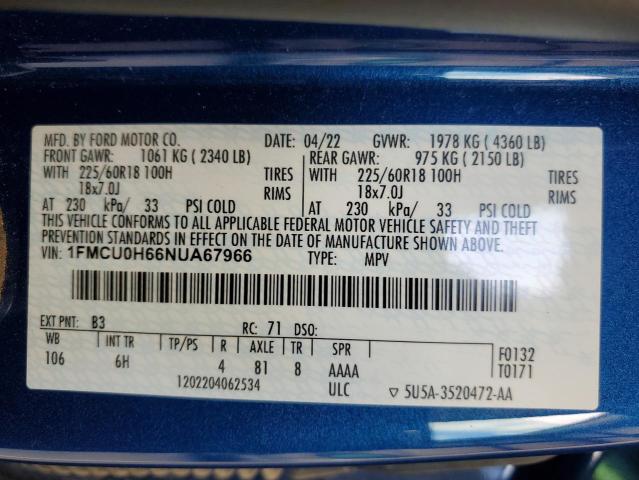 MFD. BY FORD MOTOR CO. DATE: 04/22 GVWR: 1978 KG ( 4360 LB)
FRONT GAWR: 1061 KG ( 2340 LB) REAR GAWR: 975 KG ( 2150 LB)
WITH 225/60R18 100H TIRES WITH 225/60R18 100H TIRES
18x7.0J RIMS 18x7.0J RIMS
AT 230 kPa/ 33 PSI COLD AT 230 kPa/ 33 PSI COLD
THIS VEHICLE CONFORMS TO ALL APPLICABLE FEDERAL MOTOR VEHICLE SAFETY AND THEFT
PREVENTION STANDARDS IN EFFECT ON THE DATE OF MANUFACTURE SHOWN ABOVE.
VIN: 1FMCU0H66NUA67966 TYPE: MPV
EXT PNT: B3 RC: 71 DSO:
WB INT TR TP/PS R AXLE TR SPR F0132
106 6H 4 81 8 AAAA T0171
1202204062534 ULC ▽ 5U5A-3520472-AA